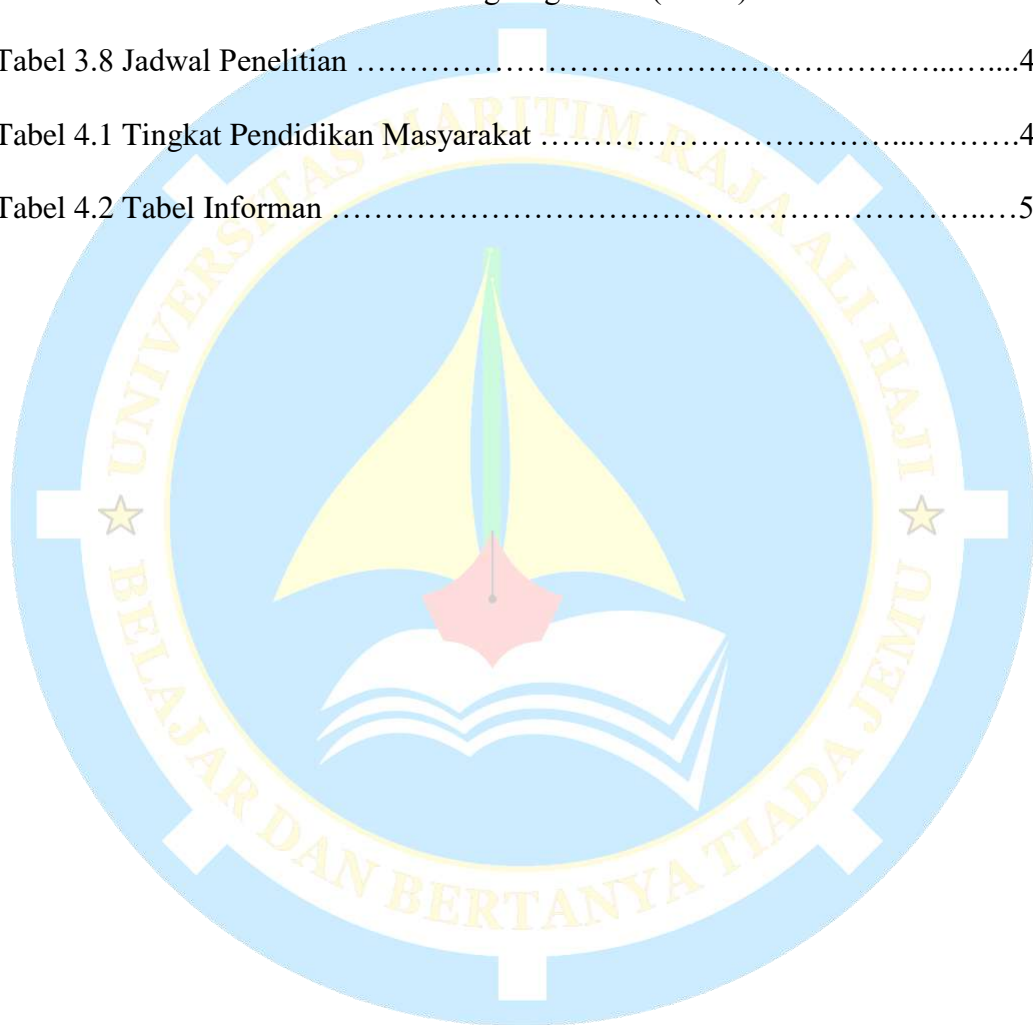 Tabel 3.8 Jadwal Penelitian ……………………………………………...…....4
Tabel 4.1 Tingkat Pendidikan Masyarakat …………………………...……….4
Tabel 4.2 Tabel Informan …………………………………………………..…5
UNIVERSITAS MARITIM RAJA ALI HAJI
BELAJAR DAN BERTANYA TIADA JEMU